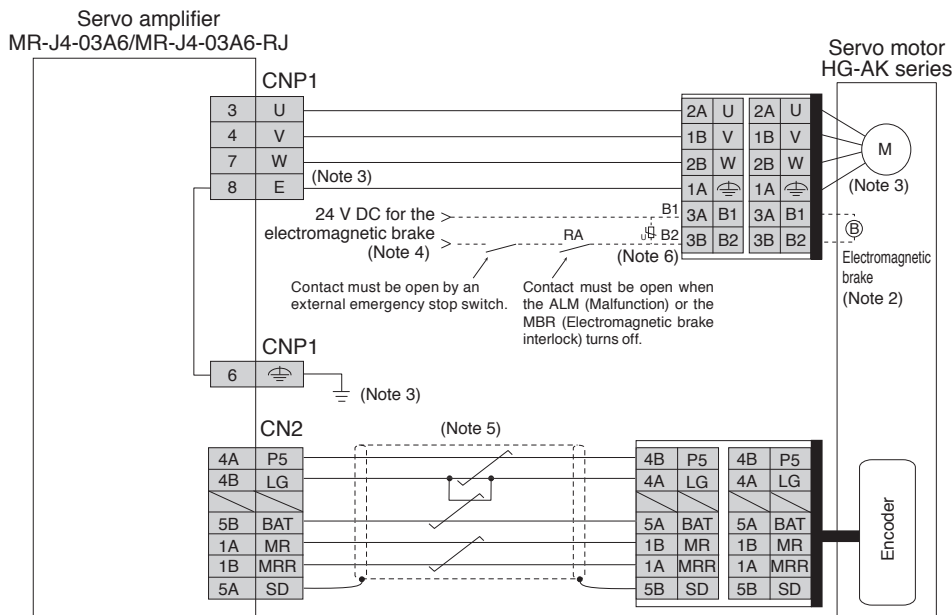 Servo amplifier
MR-J4-03A6/MR-J4-03A6-RJ
Servo motor
HG-AK series
CNP1
3 U
4 V
7 W
8 E
(Note 3)
2A U 2A U
1B V 1B V
2B W 2B W
1A 1A
3A B1 3A B1
3B B2 3B B2
M
(Note 3)
B1
B2
U
24 V DC for the
electromagnetic brake
(Note 4)
RA
(Note 6)
B
Electromagnetic
brake
(Note 2)
Contact must be open by an
external emergency stop switch.
Contact must be open when
the ALM (Malfunction) or the
MBR (Electromagnetic brake
interlock) turns off.
CNP1
6
(Note 3)
CN2
(Note 5)
4A P5 4B P5 4B P5
4B LG 4A LG 4A LG
5B BAT 5A BAT 5A BAT
1A MR 1B MR 1B MR
1B MRR 1A MRR 1A MRR
5A SD 5B SD 5B SD
Encoder